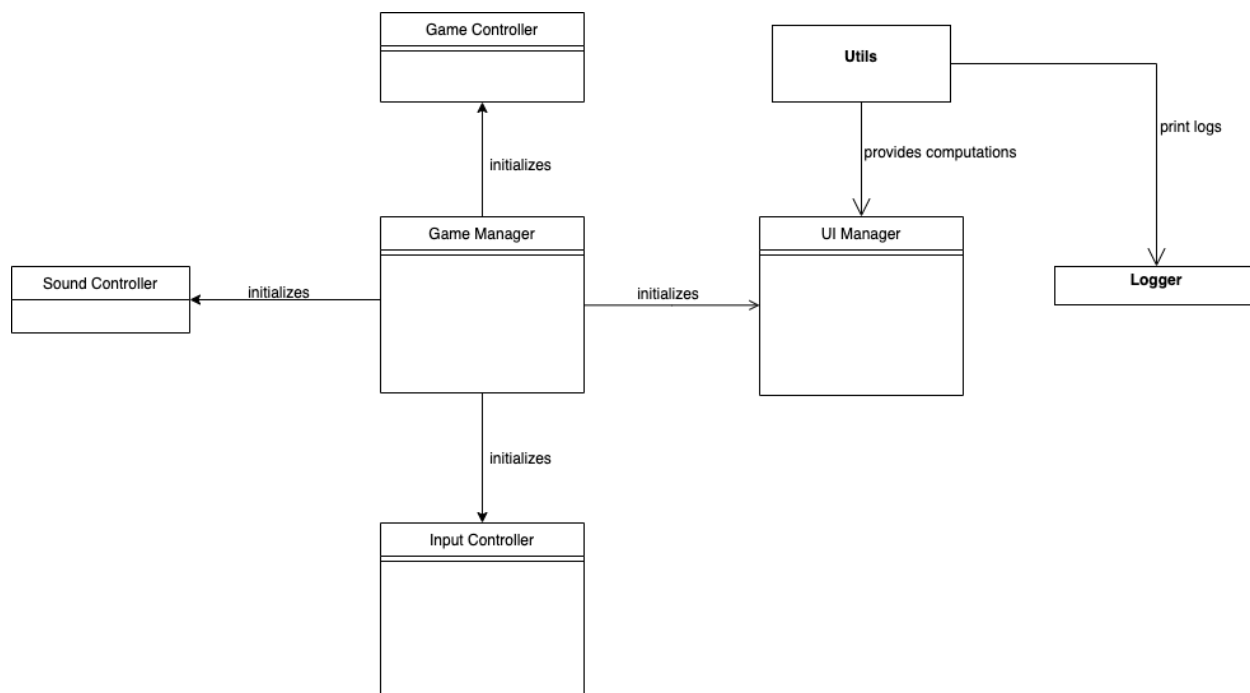 Game Controller
Utils
print logs
initializes
provides computations
Game Manager
UI Manager
Sound Controller
initializes
initializes
Logger
initializes
Input Controller